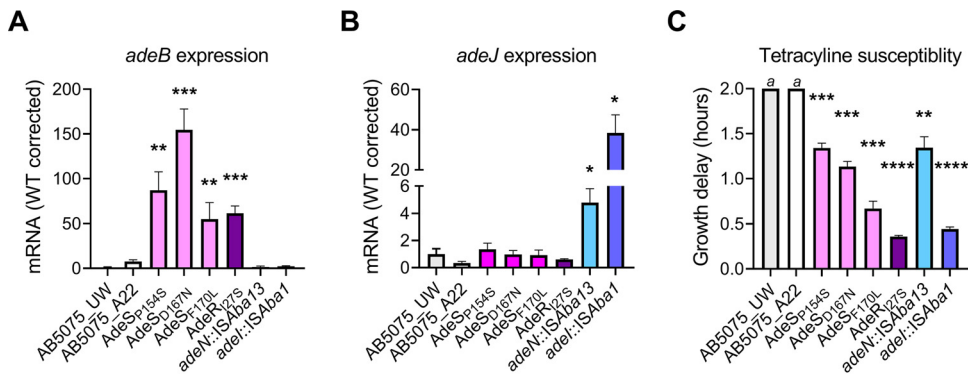 A
adeB expression
mRNA (WT corrected)
200
150
100
50
0
**
***
**
***
AB5075_UW
AB5075_A22
AdeSP154S
AdeSD167N
AdeSF170L
AdeRI27S
adeN::ISAba13
adeI::ISAba1
B
adeJ expression
mRNA (WT corrected)
60
40
20
6
4
2
0
*
*
AB5075_UW
AB5075_A22
AdeSP154S
AdeSD167N
AdeSF170L
AdeRI27S
adeN::ISAba13
adeI::ISAba1
C
Tetracyline susceptiblity
Growth delay (hours)
2.0
1.5
1.0
0.5
0.0
a
a
***
***
***
****
**
****
AB5075_UW
AB5075_A22
AdeSP154S
AdeSD167N
AdeSF170L
AdeRI27S
adeN::ISAba13
adeI::ISAba1